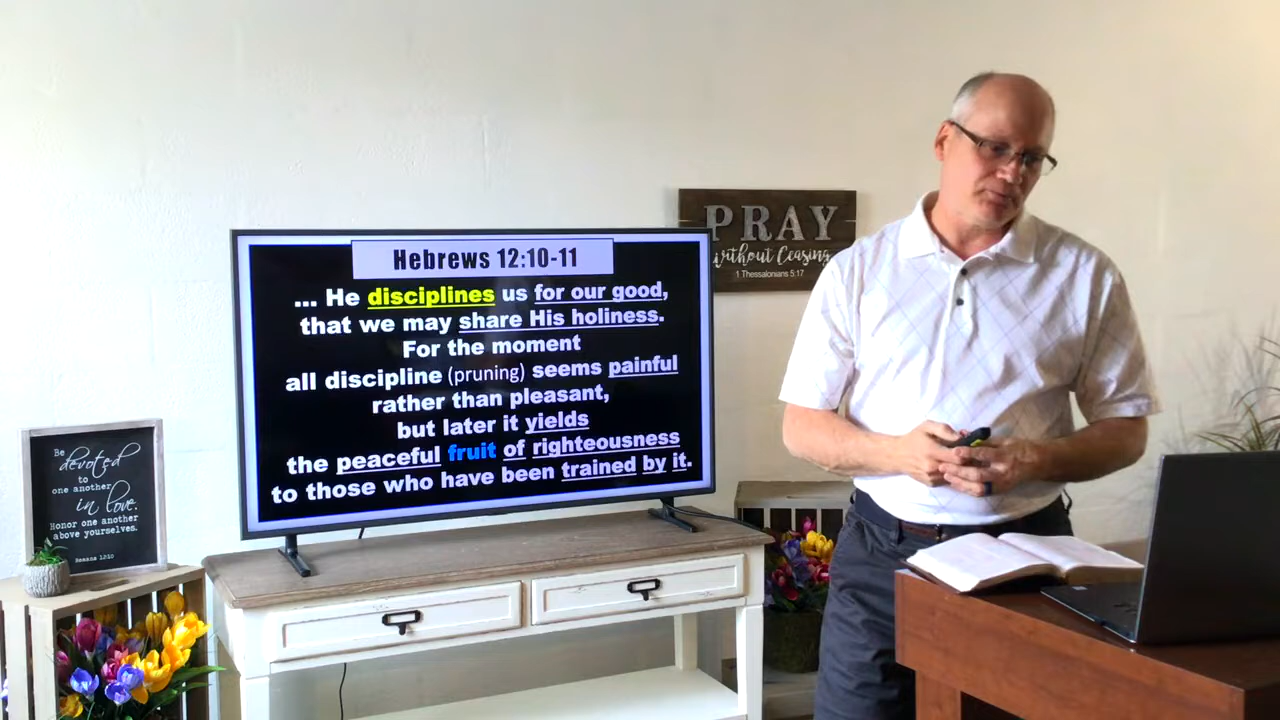 Hebrews 12:10-11
... He disciplines us for our good,
that we may share His holiness.
For the moment
all discipline (pruning) seems painful
rather than pleasant,
but later it yields
the peaceful fruit of righteousness
to those who have been trained by it.
PRAY
without Ceasing
1 Thessalonians 5:17
Be
devoted
to
one another
in love.
Honor one another
above yourselves.
Romans 12:10